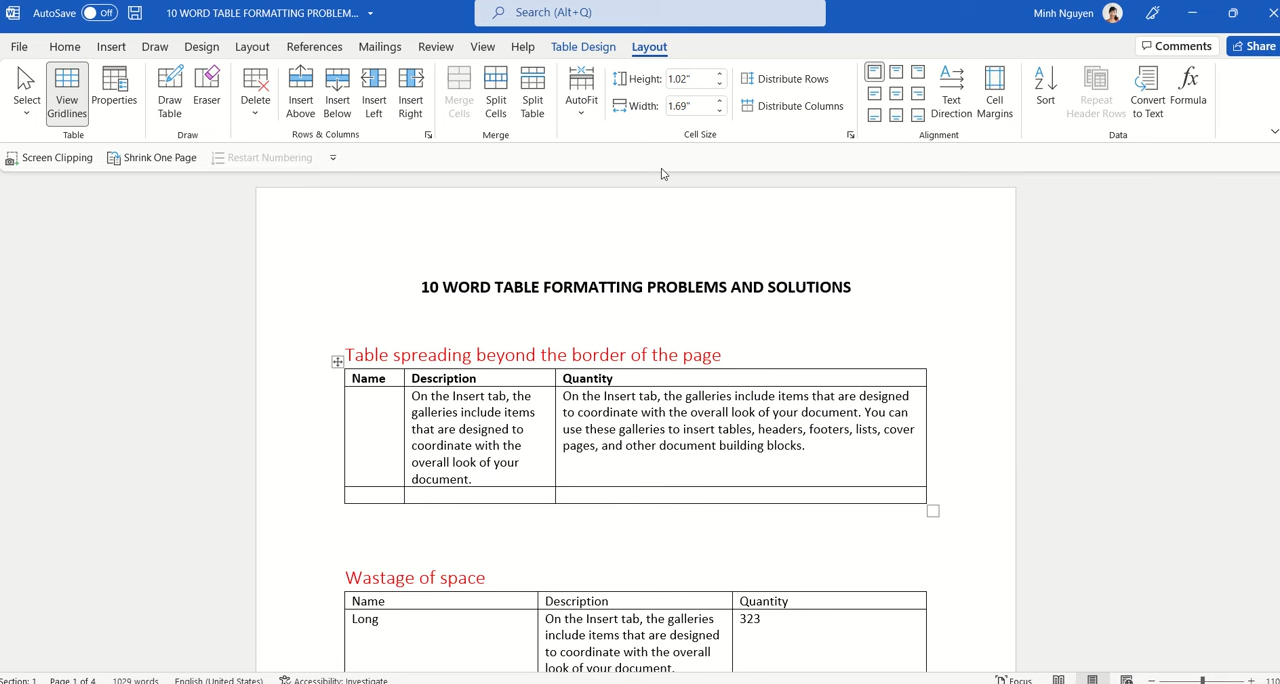 AutoSave Off 10 WORD TABLE FORMATTING PROBLEM... Search (Alt+Q) Minh Nguyen
File Home Insert Draw Design Layout References Mailings Review View Help Table Design Layout Comments Share
Select View Gridlines Properties
Table
Draw Table Eraser
Draw
Delete Insert Above Insert Below Insert Left Insert Right
Rows & Columns
Merge Cells Split Cells Split Table
Merge
AutoFit Height: 1.02" Distribute Rows
Width: 1.69" Distribute Columns
Cell Size
Text Direction Cell Margins
Alignment
Sort Repeat Header Rows Convert to Text Formula
Data
Screen Clipping Shrink One Page Restart Numbering
10 WORD TABLE FORMATTING PROBLEMS AND SOLUTIONS
Table spreading beyond the border of the page
Name Description Quantity
On the Insert tab, the
galleries include items
that are designed to
coordinate with the
overall look of your
document.
On the Insert tab, the galleries include items that are designed
to coordinate with the overall look of your document. You can
use these galleries to insert tables, headers, footers, lists, cover
pages, and other document building blocks.
Wastage of space
Name Description Quantity
Long
On the Insert tab, the galleries
include items that are designed
to coordinate with the overall
look of your document.
323
Section: 1 Page 1 of 4 1029 words English (United States) Accessibility: Investigate Focus 110